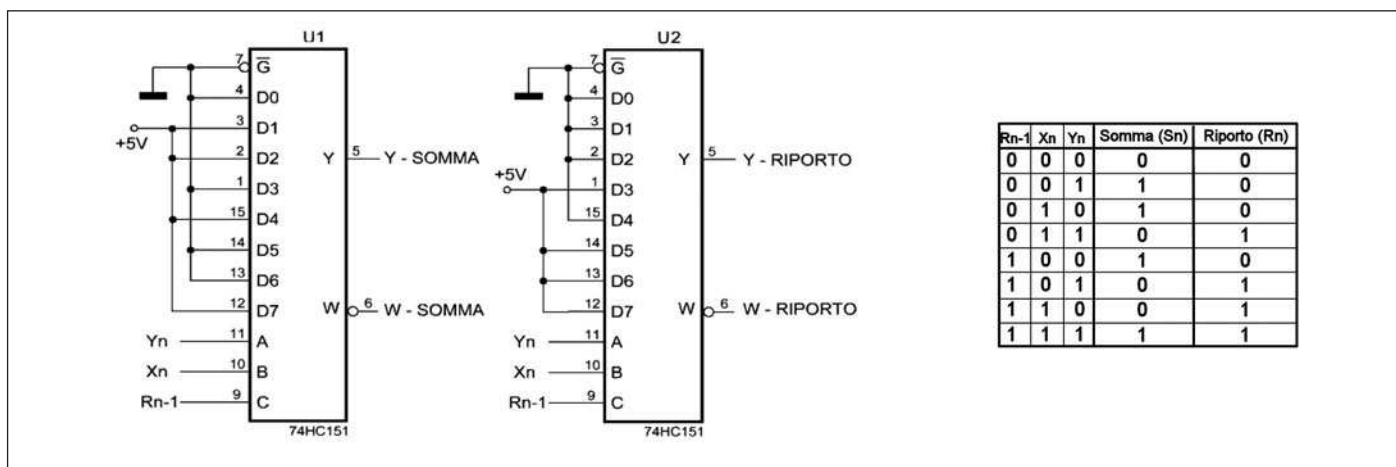 U1
7 G
4 D0
+5V 3 D1
2 D2 Y 5 Y - SOMMA
1 D3
15 D4
14 D5
13 D6
12 D7 W 6 W - SOMMA
Yn 11 A
Xn 10 B
Rn-1 9 C
74HC151
U2
7 G
4 D0
3 D1
2 D2 Y 5 Y - RIPORTO
+5V 1 D3
15 D4
14 D5
13 D6
12 D7 W 6 W - RIPORTO
Yn 11 A
Xn 10 B
Rn-1 9 C
74HC151
Rn-1 Xn Yn Somma (Sn) Riporto (Rn)
0 0 0 0 0
0 0 1 1 0
0 1 0 1 0
0 1 1 0 1
1 0 0 1 0
1 0 1 0 1
1 1 0 0 1
1 1 1 1 1